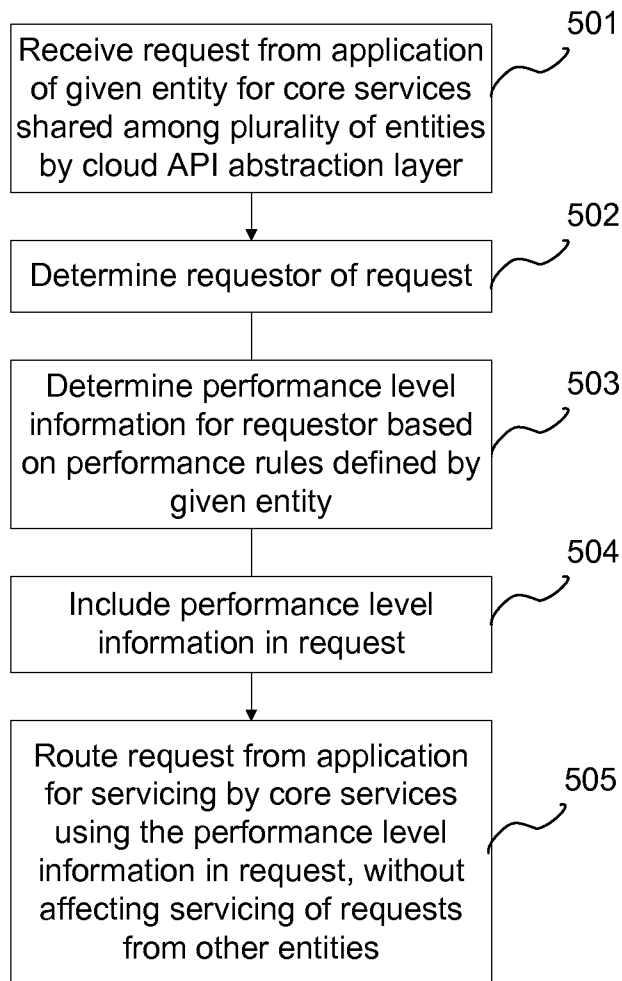 501
Receive request from application
of given entity for core services
shared among plurality of entities
by cloud API abstraction layer
502
Determine requestor of request
503
Determine performance level
information for requestor based
on performance rules defined by
given entity
504
Include performance level
information in request
505
Route request from application
for servicing by core services
using the performance level
information in request, without
affecting servicing of requests
from other entities